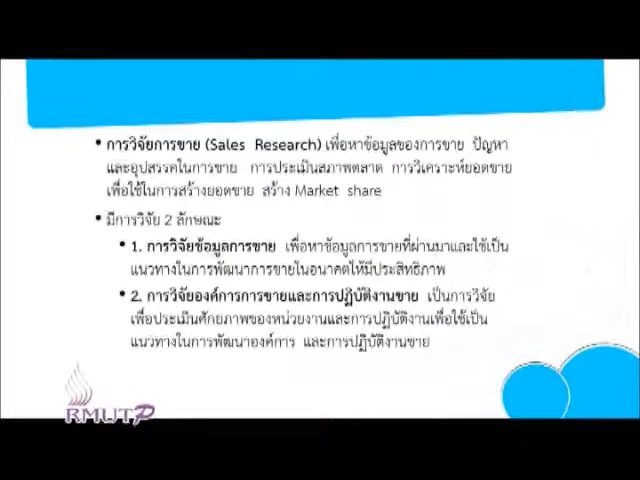 • การวิจัยการขาย (Sales Research) เพื่อหาข้อมูลของการขาย ปัญหา
และอุปสรรคในการขาย การประเมินสภาพตลาด การวิเคราะห์ยอดขาย
เพื่อใช้ในการสร้างยอดขาย สร้าง Market share
• มีการวิจัย 2 ลักษณะ
• 1. การวิจัยข้อมูลการขาย เพื่อหาข้อมูลการขายที่ผ่านมาและใช้เป็น
แนวทางในการพัฒนาการขายในอนาคตให้มีประสิทธิภาพ
• 2. การวิจัยองค์การการขายและการปฏิบัติงานขาย เป็นการวิจัย
เพื่อประเมินศักยภาพของหน่วยงานและการปฏิบัติงานเพื่อใช้เป็น
แนวทางในการพัฒนาองค์การ และการปฏิบัติงานขาย
RMUTP